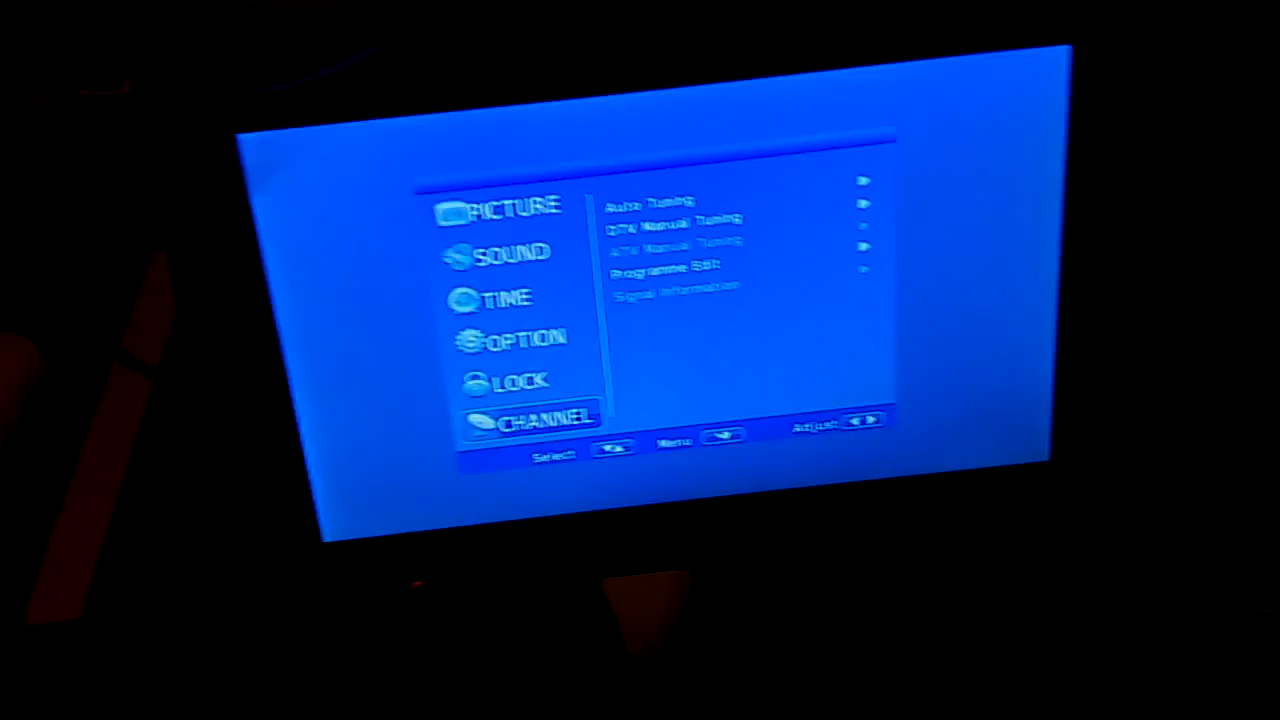 PICTURE
SOUND
TIME
OPTION
LOCK
CHANNEL
Auto Tuning
DTV Manual Tuning
ATV Manual Tuning
Programme Edit
Signal Information
Select
Menu
Adjust